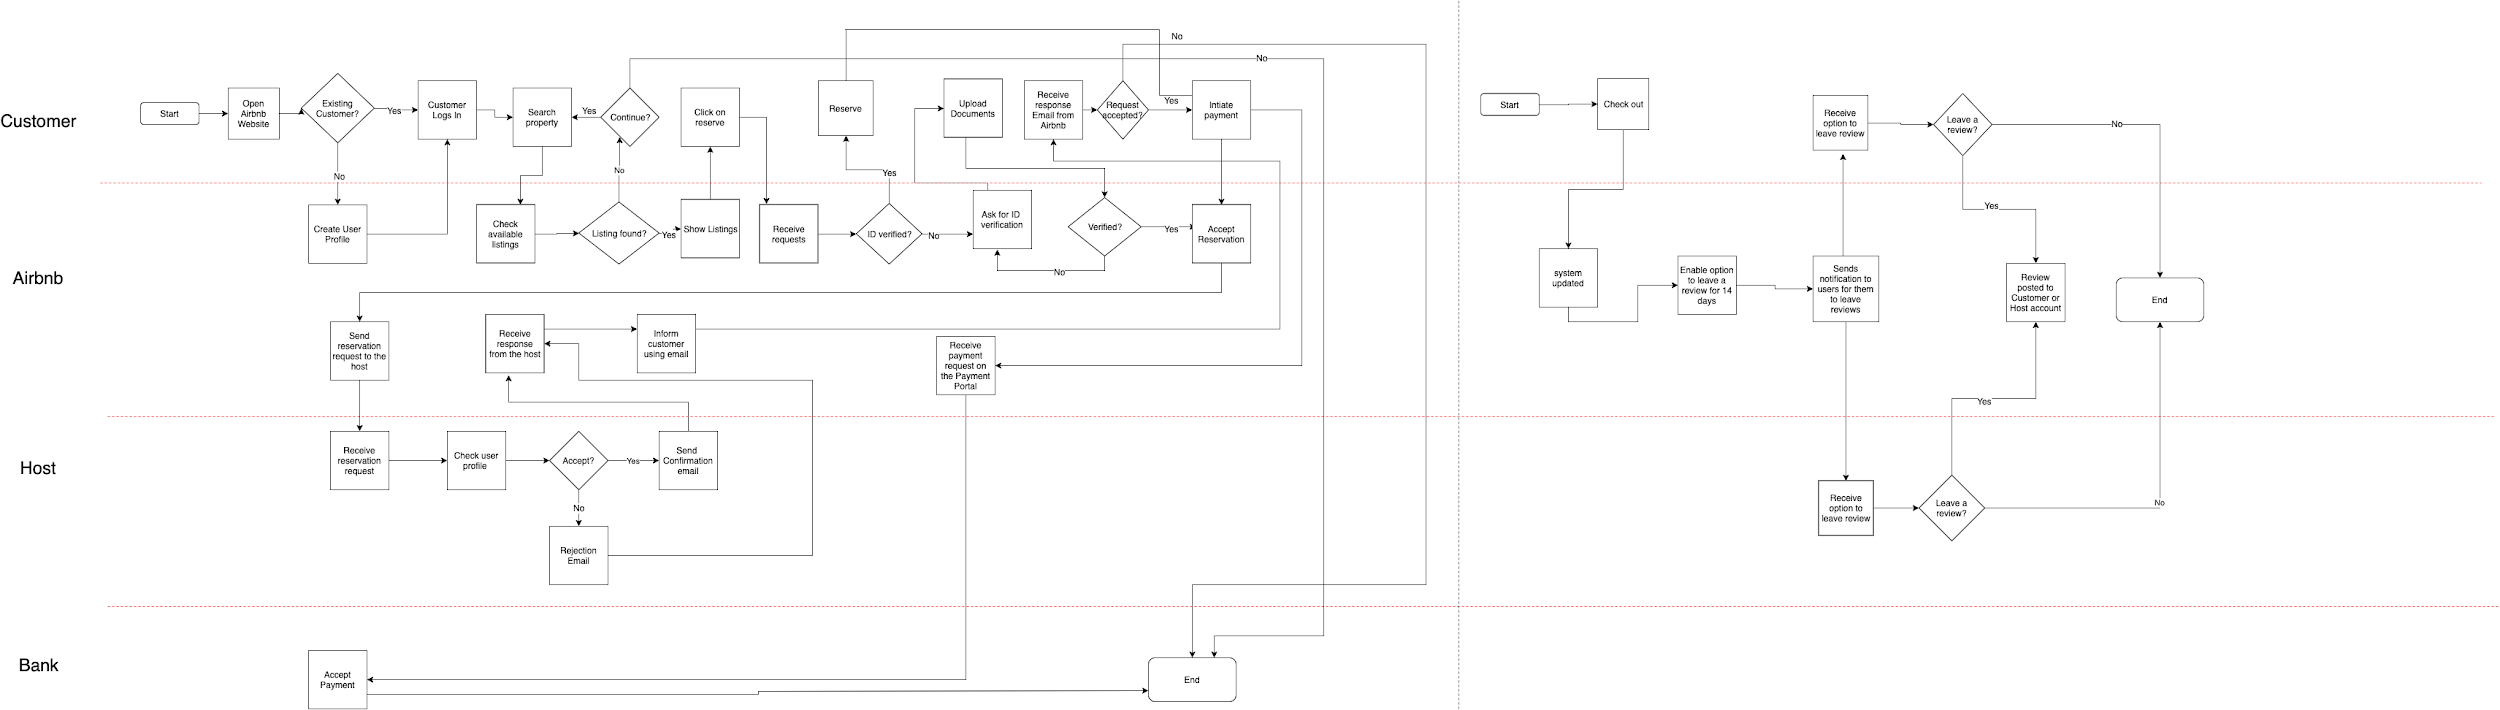 Customer
Start
Open
Airbnb
Website
Existing
Customer?
Yes
No
Customer
Logs In
Search
property
Yes
Continue?
No
Click on
reserve
Reserve
Yes
Upload
Documents
Receive
response
Email from
Airbnb
Request
accepted?
Yes
No
No
Intiate
payment
Airbnb
Create User
Profile
Check
available
listings
Listing found?
Yes
Show Listings
Receive
requests
ID verified?
No
Ask for ID
verification
Verified?
Yes
No
Accept
Reservation
Send
reservation
request to the
host
Receive
response
from the host
Inform
customer
using email
Receive
payment
request on
the Payment
Portal
Host
Receive
reservation
request
Check user
profile
Accept?
Yes
No
Send
Confirmation
email
Rejection
Email
Bank
Accept
Payment
End
Start
Check out
Receive
option to
leave review
Leave a
review?
No
Yes
system
updated
Enable option
to leave a
review for 14
days
Sends
notification to
users for them
to leave
reviews
Review
posted to
Customer or
Host account
End
Yes
Receive
option to
leave review
Leave a
review?
No